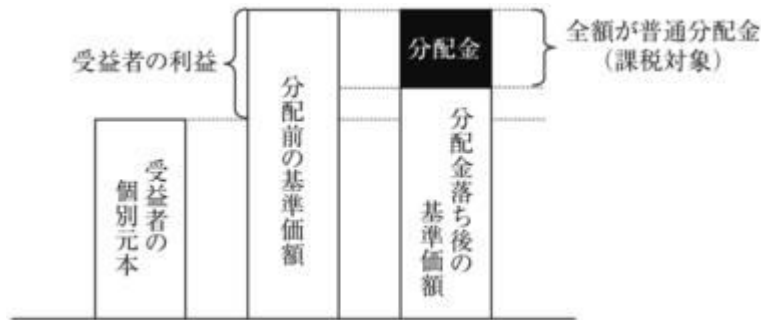 受益者の利益
受益者の
個別元本
分配前の基準価額
分配金
分配金落ち後の
基準価額
全額が普通分配金
（課税対象）